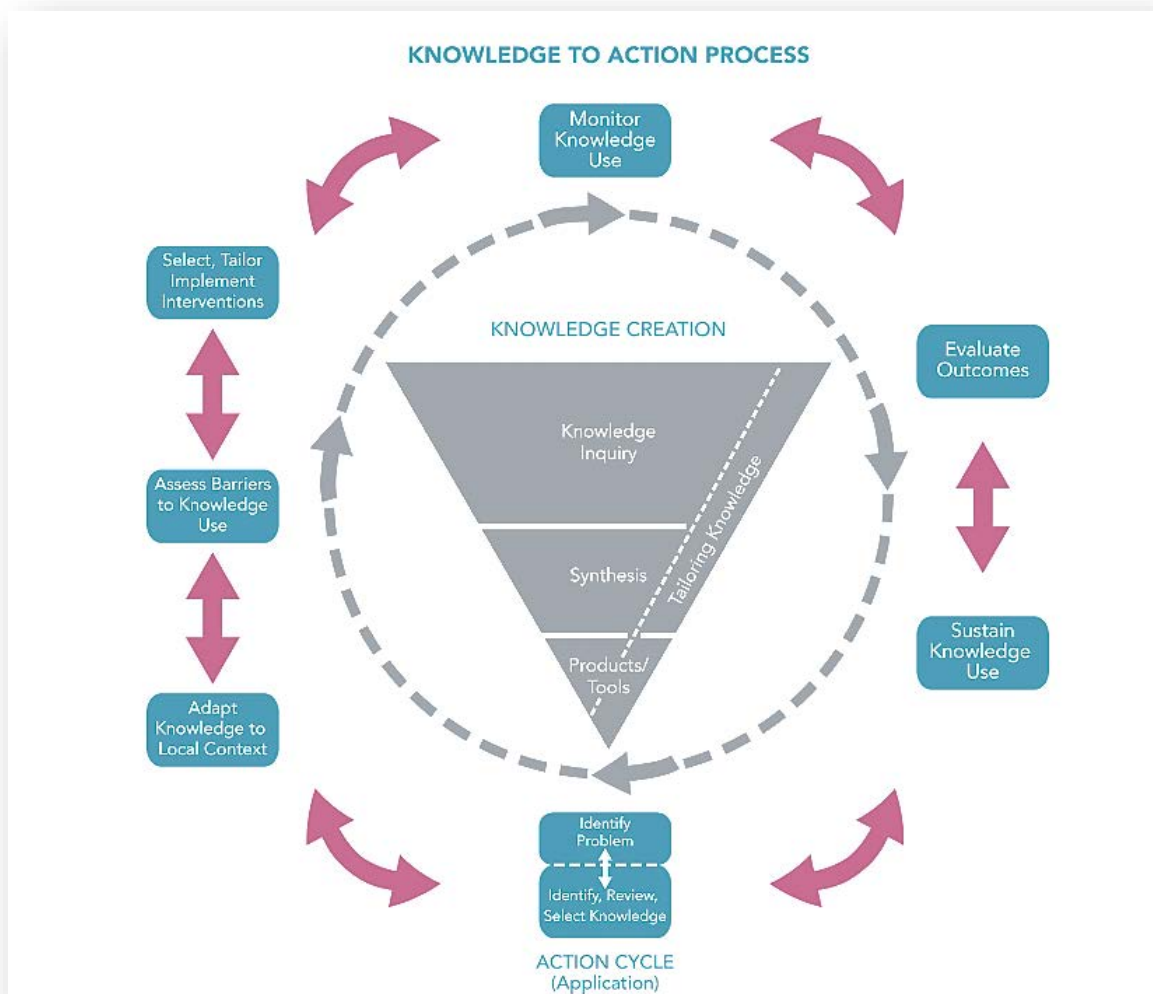 KNOWLEDGE TO ACTION PROCESS
Monitor
Knowledge
Use
Select, Tailor
Implement
Interventions
KNOWLEDGE CREATION
Evaluate
Outcomes
Knowledge
Inquiry
Tailoring Knowledge
Assess Barriers
to Knowledge
Use
Synthesis
Sustain
Knowledge
Use
Products/
Tools
Adapt
Knowledge to
Local Context
Identify
Problem
Identify, Review,
Select Knowledge
ACTION CYCLE
(Application)